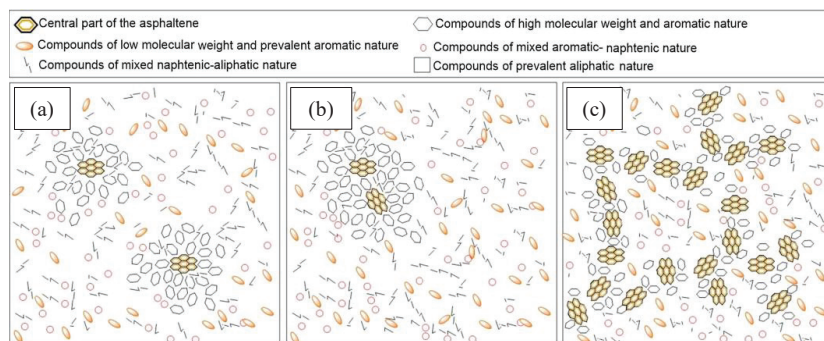 Central part of the asphaltene
Compounds of high molecular weight and aromatic nature
Compounds of low molecular weight and prevalent aromatic nature
Compounds of mixed aromatic- naphtenic nature
Compounds of mixed naphtenic-aliphatic nature
Compounds of prevalent aliphatic nature
(a)
(b)
(c)